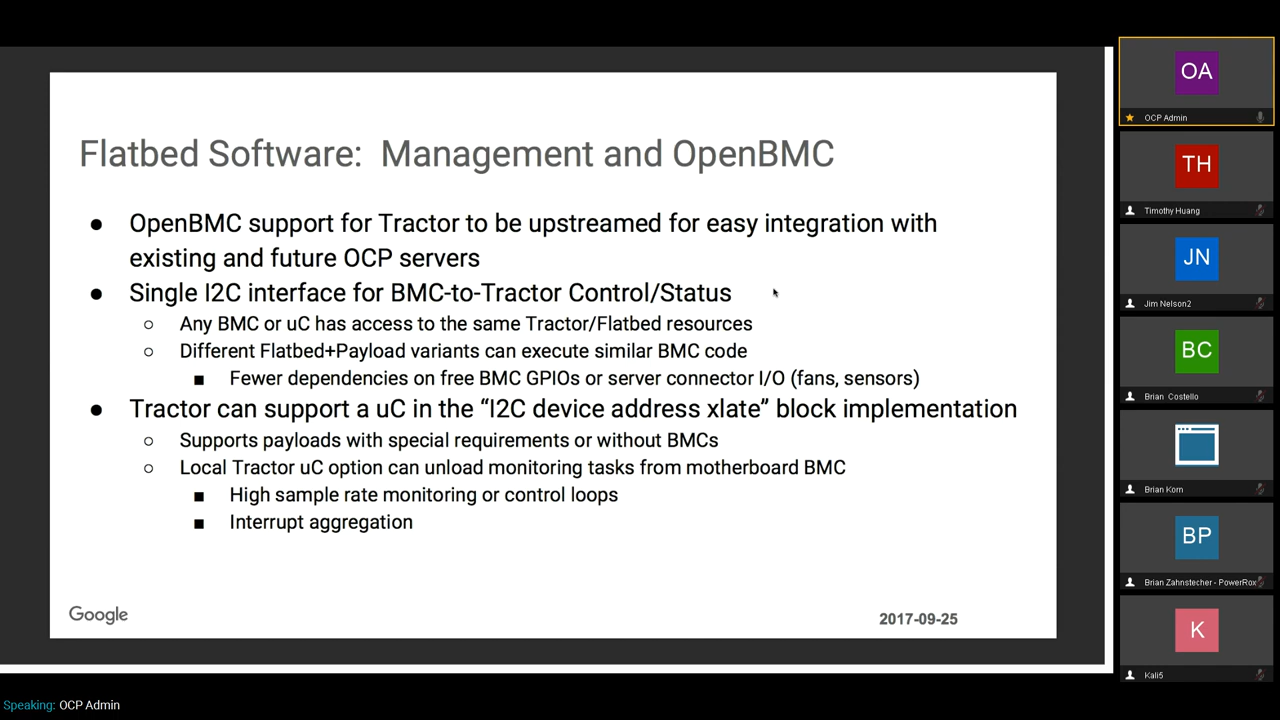 Flatbed Software: Management and OpenBMC
● OpenBMC support for Tractor to be upstreamed for easy integration with
existing and future OCP servers
● Single I2C interface for BMC-to-Tractor Control/Status
○ Any BMC or uC has access to the same Tractor/Flatbed resources
○ Different Flatbed+Payload variants can execute similar BMC code
■ Fewer dependencies on free BMC GPIOs or server connector I/O (fans, sensors)
● Tractor can support a uC in the “I2C device address xlate” block implementation
○ Supports payloads with special requirements or without BMCs
○ Local Tractor uC option can unload monitoring tasks from motherboard BMC
■ High sample rate monitoring or control loops
■ Interrupt aggregation
Google
2017-09-25
OA
OCP Admin
TH
Timothy Huang
JN
Jim Nelson2
BC
Brian Costello
Brian Korn
BP
Brian Zahnstecher - PowerRox
K
Kali5
Speaking: OCP Admin